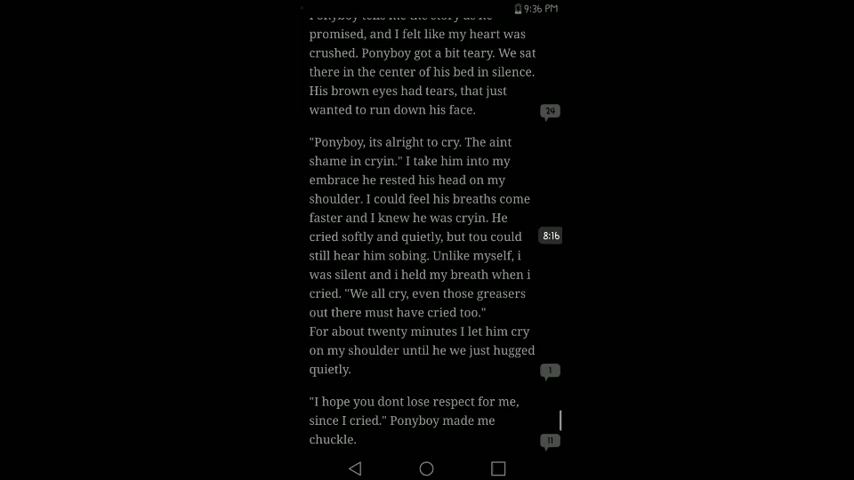 9:36 PM
Ponyboy tells me the story as he
promised, and I felt like my heart was
crushed. Ponyboy got a bit teary. We sat
there in the center of his bed in silence.
His brown eyes had tears, that just
wanted to run down his face.
24
"Ponyboy, its alright to cry. The aint
shame in cryin." I take him into my
embrace he rested his head on my
shoulder. I could feel his breaths come
faster and I knew he was cryin. He
cried softly and quietly, but tou could
8:16
still hear him sobing. Unlike myself, i
was silent and i held my breath when i
cried. "We all cry, even those greasers
out there must have cried too."
For about twenty minutes I let him cry
on my shoulder until he we just hugged
quietly.
1
"I hope you dont lose respect for me,
since I cried." Ponyboy made me
chuckle.
11